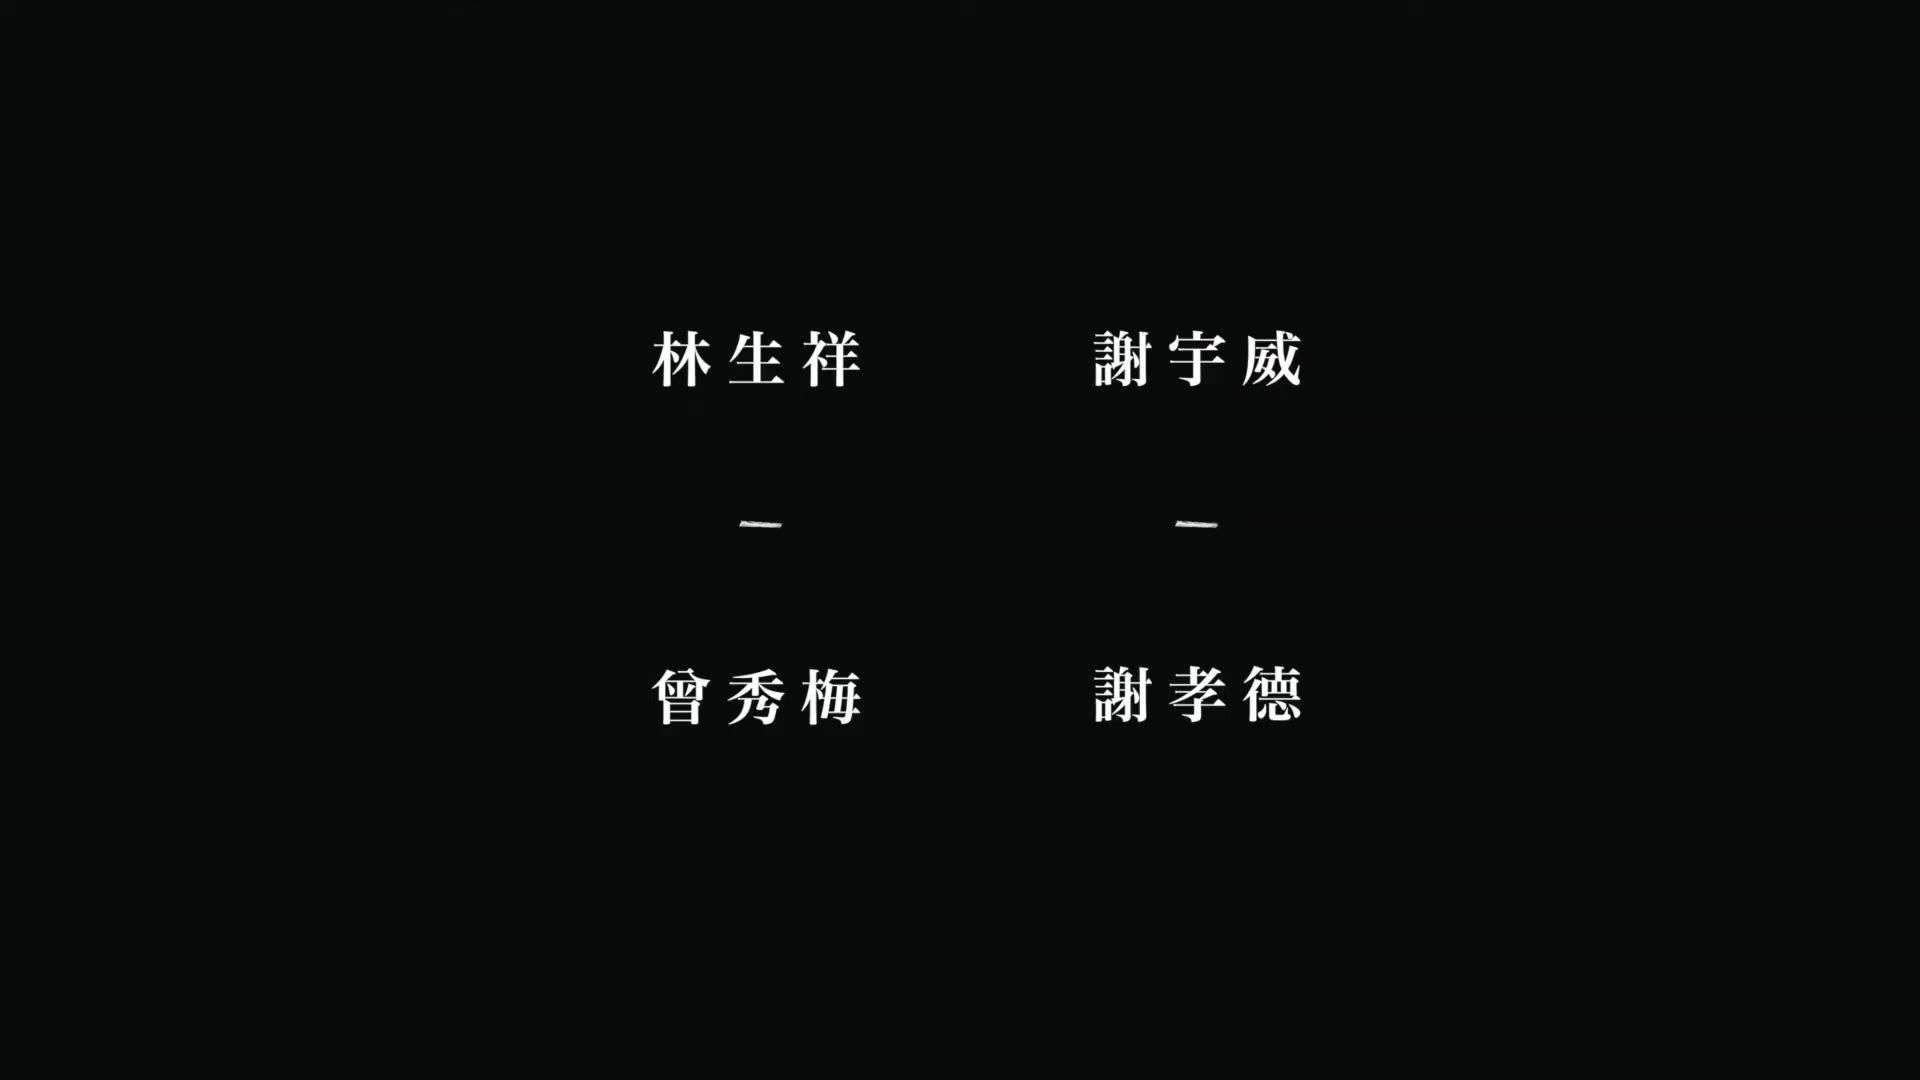 林生祥 謝宇威
— —
曾秀梅 謝孝德